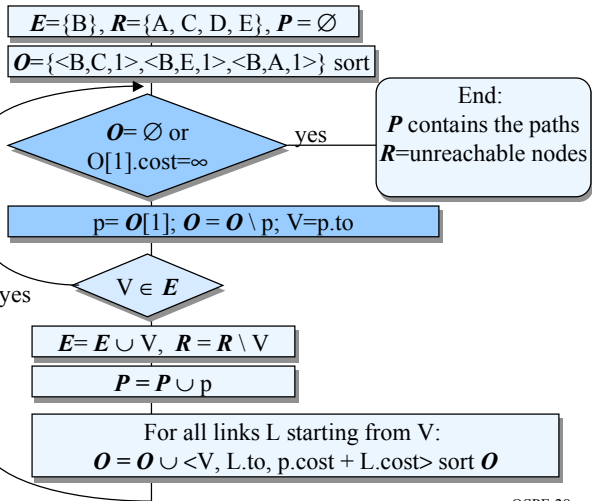 E={B}, R={A, C, D, E}, P = ∅
O={<B,C,1>,<B,E,1>,<B,A,1>} sort
O= ∅ or
O[1].cost=∞
yes
End:
P contains the paths
R=unreachable nodes
p= O[1]; O = O \ p; V=p.to
V ∈ E
yes
E= E ∪ V, R = R \ V
P = P ∪ p
For all links L starting from V:
O = O ∪ <V, L.to, p.cost + L.cost> sort O